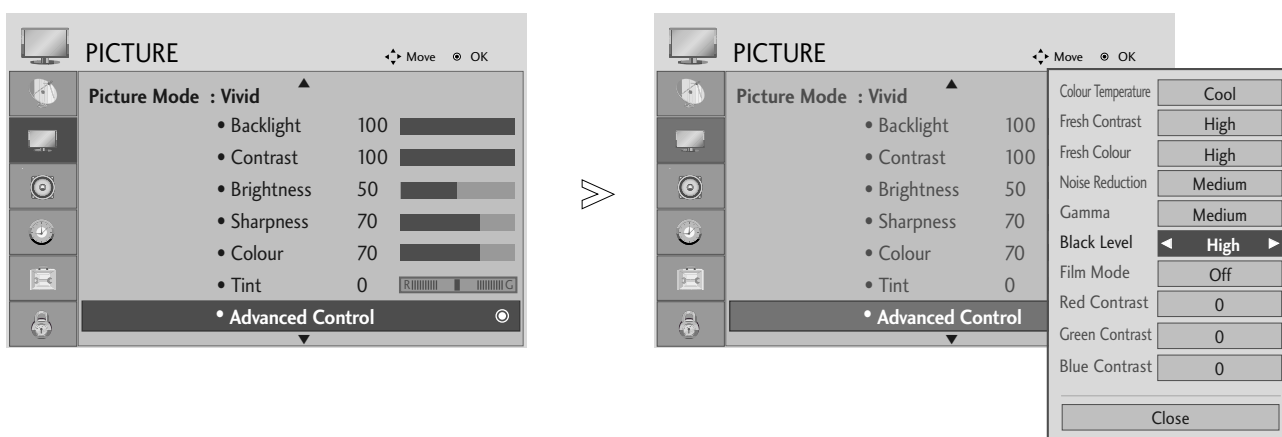 PICTURE
Move OK
Picture Mode : Vivid
• Backlight 100
• Contrast 100
• Brightness 50
• Sharpness 70
• Colour 70
• Tint 0 R G
• Advanced Control
PICTURE
Move OK
Picture Mode : Vivid
• Backlight 100
• Contrast 100
• Brightness 50
• Sharpness 70
• Colour 70
• Tint 0
• Advanced Control
Colour Temperature Cool
Fresh Contrast High
Fresh Colour High
Noise Reduction Medium
Gamma Medium
Black Level ◄ High ►
Film Mode Off
Red Contrast 0
Green Contrast 0
Blue Contrast 0
Close